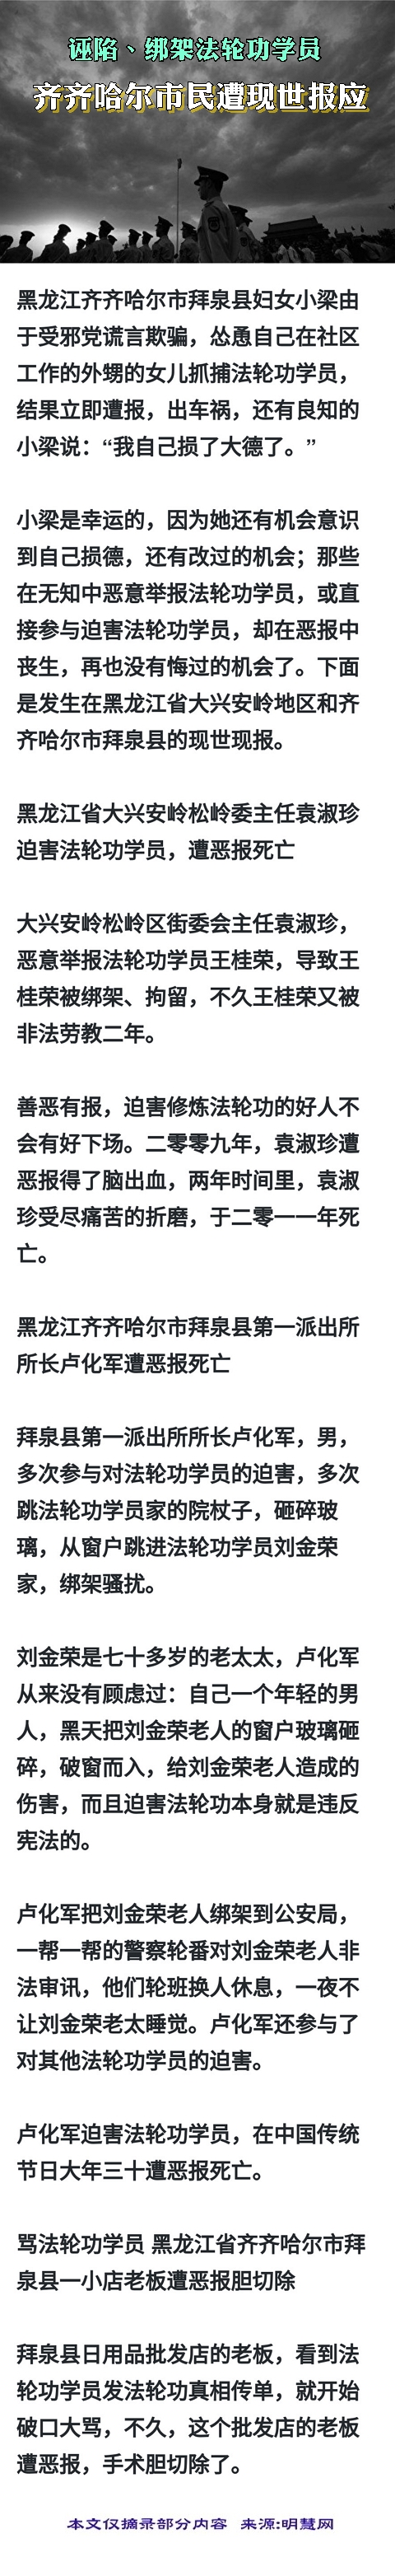 诬陷、绑架法轮功学员
齐齐哈尔市民遭现世报应
黑龙江齐齐哈尔市拜泉县妇女小梁由
于受邪党谎言欺骗，怂恿自己在社区
工作的外甥的女儿抓捕法轮功学员，
结果立即遭报，出车祸，还有良知的
小梁说：“我自己损了大德了。”
小梁是幸运的，因为她还有机会意识
到自己损德，还有改过的机会；那些
在无知中恶意举报法轮功学员，或直
接参与迫害法轮功学员，却在恶报中
丧生，再也没有悔过的机会了。下面
是发生在黑龙江省大兴安岭地区和齐
齐哈尔市拜泉县的现世现报。
黑龙江省大兴安岭松岭委主任袁淑珍
迫害法轮功学员，遭恶报死亡
大兴安岭松岭区街委会主任袁淑珍，
恶意举报法轮功学员王桂荣，导致王
桂荣被绑架、拘留，不久王桂荣又被
非法劳教二年。
善恶有报，迫害修炼法轮功的好人不
会有好下场。二零零九年，袁淑珍遭
恶报得了脑出血，两年时间里，袁淑
珍受尽痛苦的折磨，于二零一一年死
亡。
黑龙江齐齐哈尔市拜泉县第一派出所
所长卢化军遭恶报死亡
拜泉县第一派出所所长卢化军，男，
多次参与对法轮功学员的迫害，多次
跳法轮功学员家的院杖子，砸碎玻
璃，从窗户跳进法轮功学员刘金荣
家，绑架骚扰。
刘金荣是七十多岁的老太太，卢化军
从来没有顾虑过：自己一个年轻的男
人，黑天把刘金荣老人的窗户玻璃砸
碎，破窗而入，给刘金荣老人造成的
伤害，而且迫害法轮功本身就是违反
宪法的。
卢化军把刘金荣老人绑架到公安局，
一帮一帮的警察轮番对刘金荣老人非
法审讯，他们轮班换人休息，一夜不
让刘金荣老太睡觉。卢化军还参与了
对其他法轮功学员的迫害。
卢化军迫害法轮功学员，在中国传统
节日大年三十遭恶报死亡。
骂法轮功学员 黑龙江省齐齐哈尔市拜
泉县一小店老板遭恶报胆切除
拜泉县日用品批发店的老板，看到法
轮功学员发法轮功真相传单，就开始
破口大骂，不久，这个批发店的老板
遭恶报，手术胆切除了。
本文仅摘录部分内容 来源:明慧网